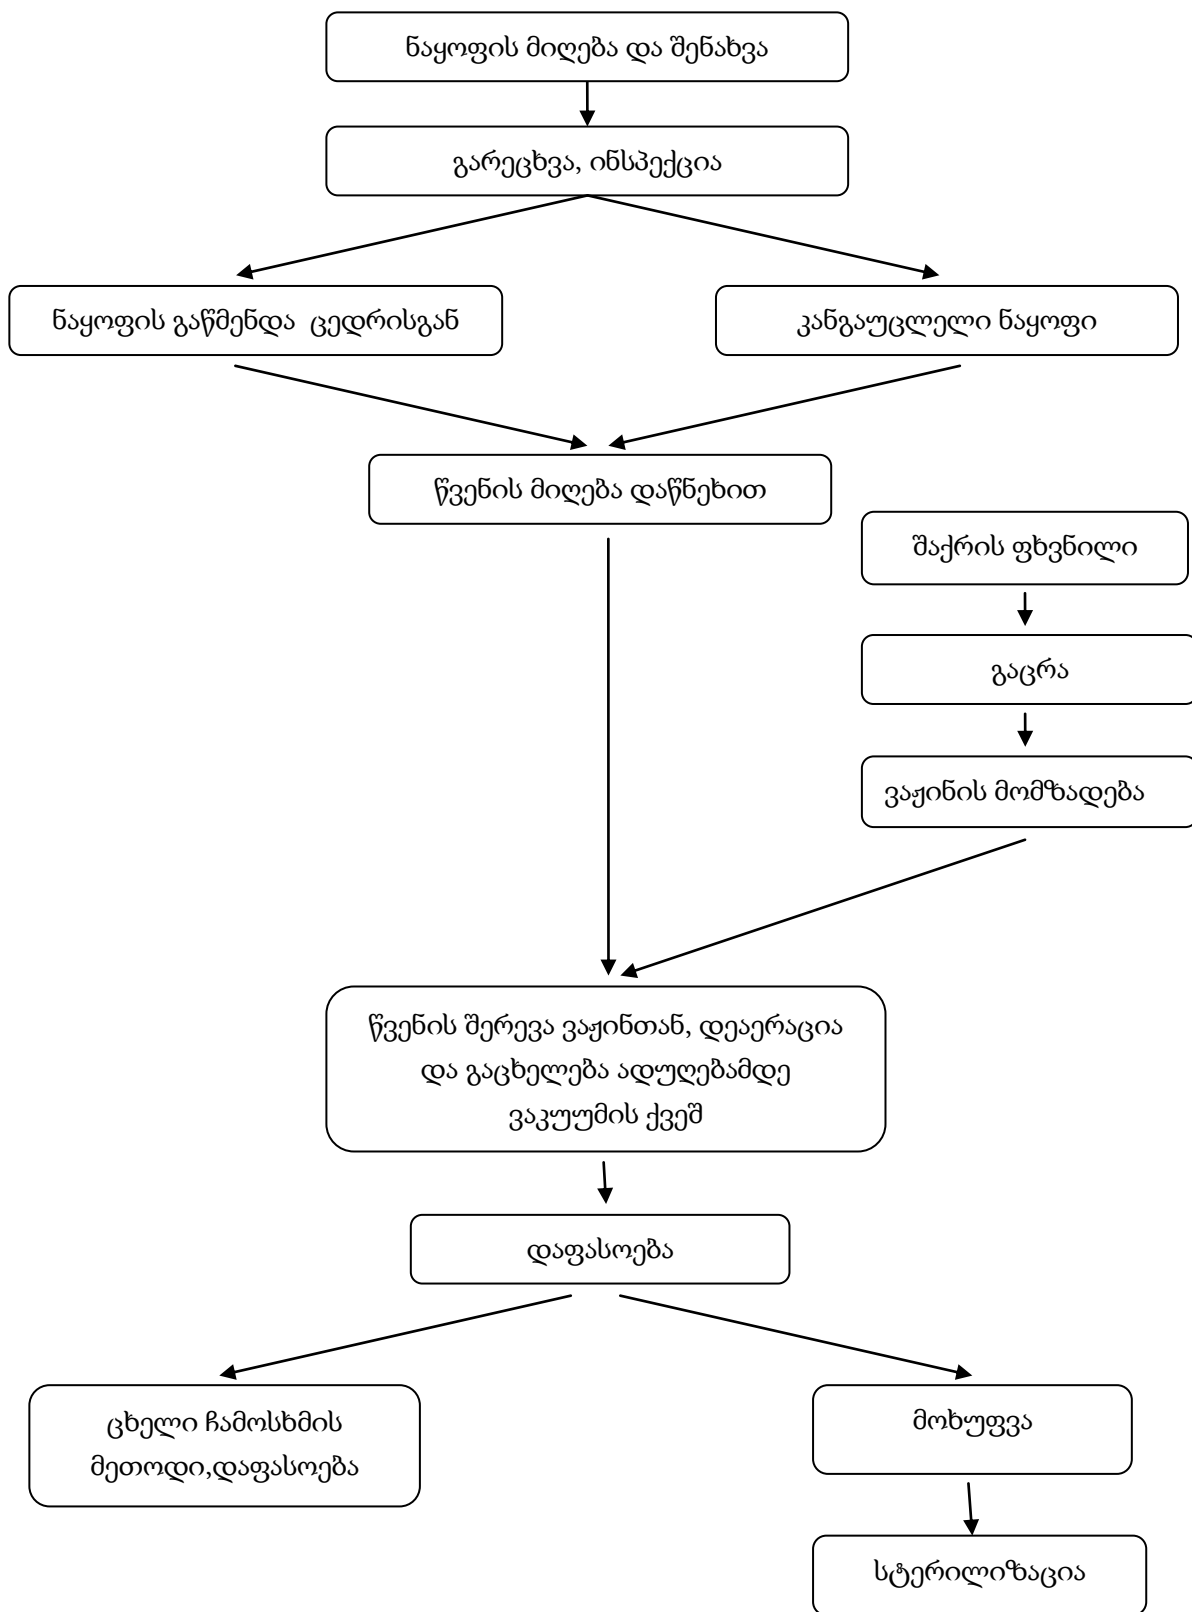 ნაყოფის მიღება და შენახვა
გარეცხვა, ინსპექცია
ნაყოფის გაწმენდა ცედრისგან
კანგაუცლელი ნაყოფი
წვენის მიღება დაწნეხით
შაქრის ფხვნილი
გაცრა
ვაჟინის მომზადება
წვენის შერევა ვაჟინთან, დეაერაცია
და გაცხელება ადუღებამდე
ვაკუუმის ქვეშ
დაფასოება
ცხელი ჩამოსხმის
მეთოდი,დაფასოება
მოხუფვა
სტერილიზაცია